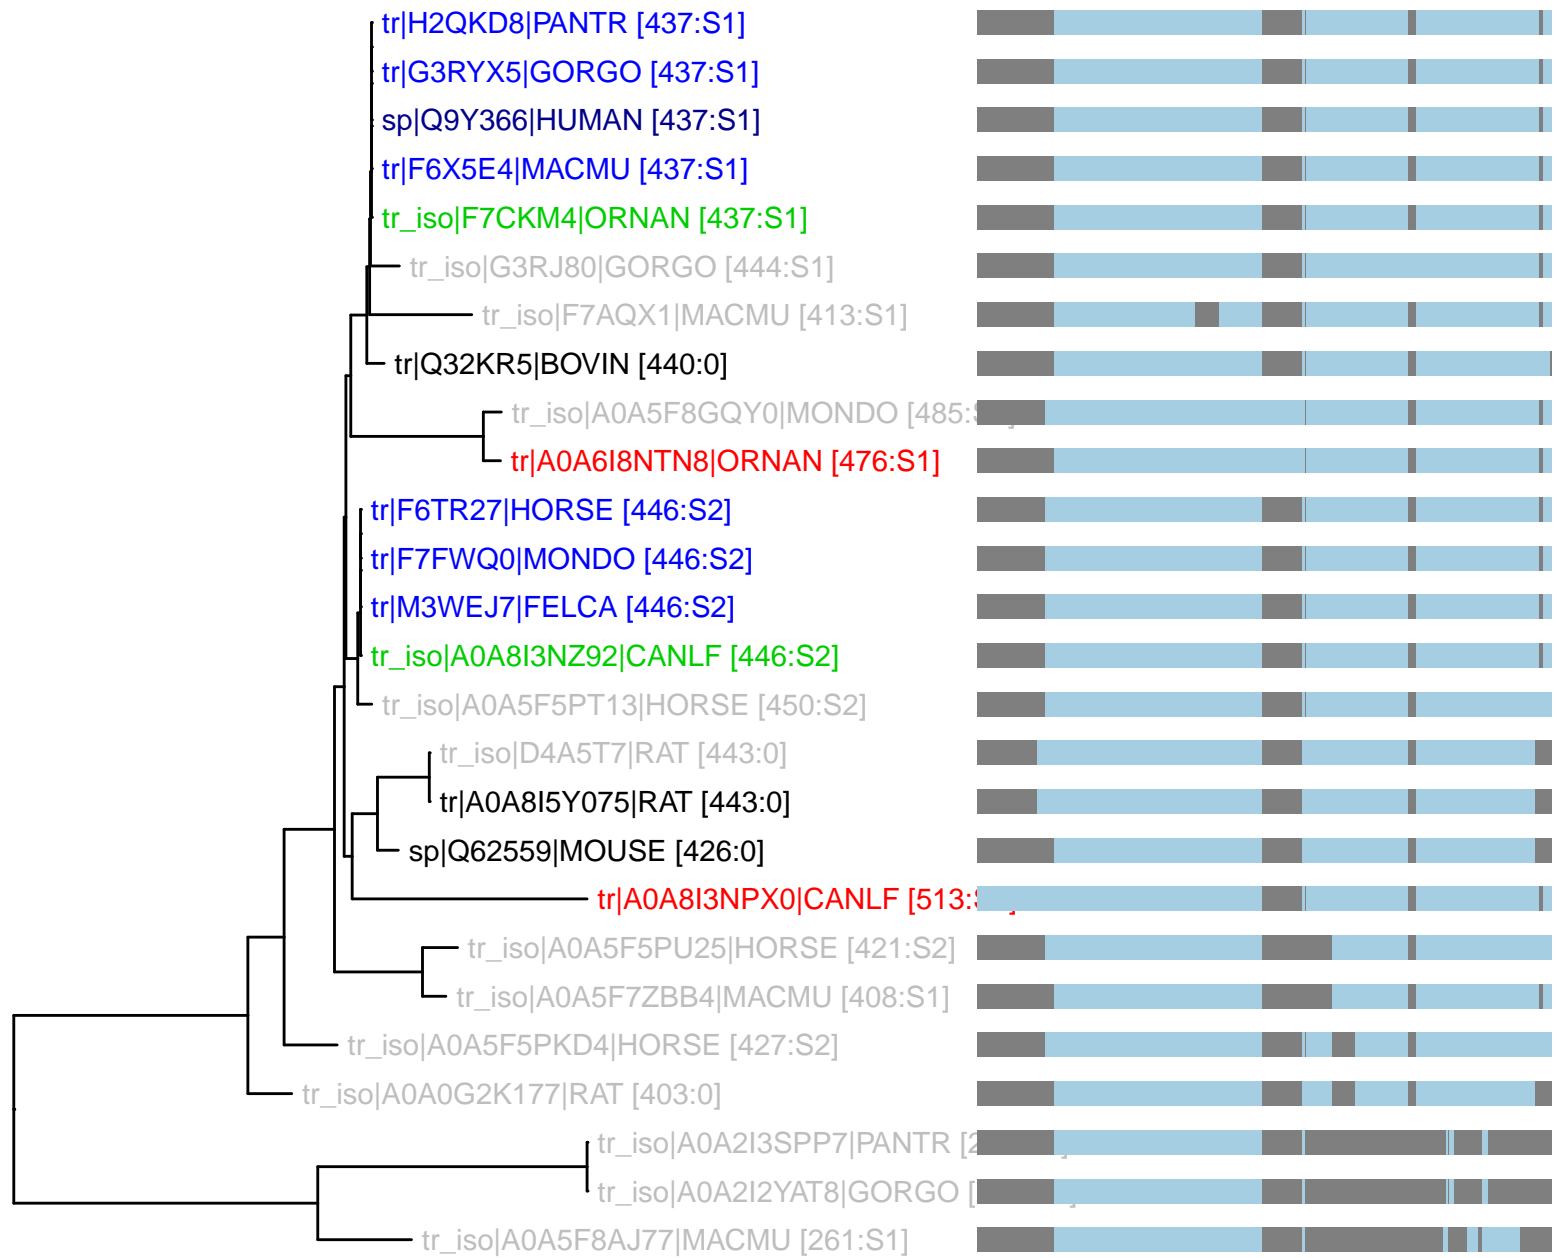 tr|H2QKD8|PANTR [437:S1]
tr|G3RYX5|GORGO [437:S1]
sp|Q9Y366|HUMAN [437:S1]
tr|F6X5E4|MACMU [437:S1]
tr_iso|F7CKM4|ORNAN [437:S1]
tr_iso|G3RJ80|GORGO [444:S1]
tr_iso|F7AQX1|MACMU [413:S1]
tr|Q32KR5|BOVIN [440:0]
tr_iso|A0A5F8GQY0|MONDO [485:
tr|A0A6I8NTN8|ORNAN [476:S1]
tr|F6TR27|HORSE [446:S2]
tr|F7FWQ0|MONDO [446:S2]
tr|M3WEJ7|FELCA [446:S2]
tr_iso|A0A8I3NZ92|CANLF [446:S2]
tr_iso|A0A5F5PT13|HORSE [450:S2]
tr_iso|D4A5T7|RAT [443:0]
tr|A0A8I5Y075|RAT [443:0]
sp|Q62559|MOUSE [426:0]
tr|A0A8I3NPX0|CANLF [513:
tr_iso|A0A5F5PU25|HORSE [421:S2]
tr_iso|A0A5F7ZBB4|MACMU [408:S1]
tr_iso|A0A5F5PKD4|HORSE [427:S2]
tr_iso|A0A0G2K177|RAT [403:0]
tr_iso|A0A2I3SPP7|PANTR [2
tr_iso|A0A2I2YAT8|GORGO [
tr_iso|A0A5F8AJ77|MACMU [261:S1]